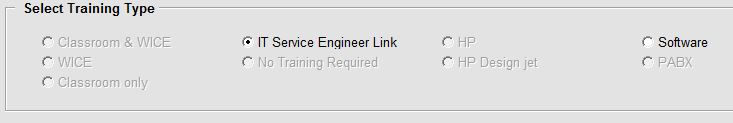 Select Training Type
Classroom & WICE IT Service Engineer Link HP Software
WICE No Training Required HP Design jet PABX
Classroom only